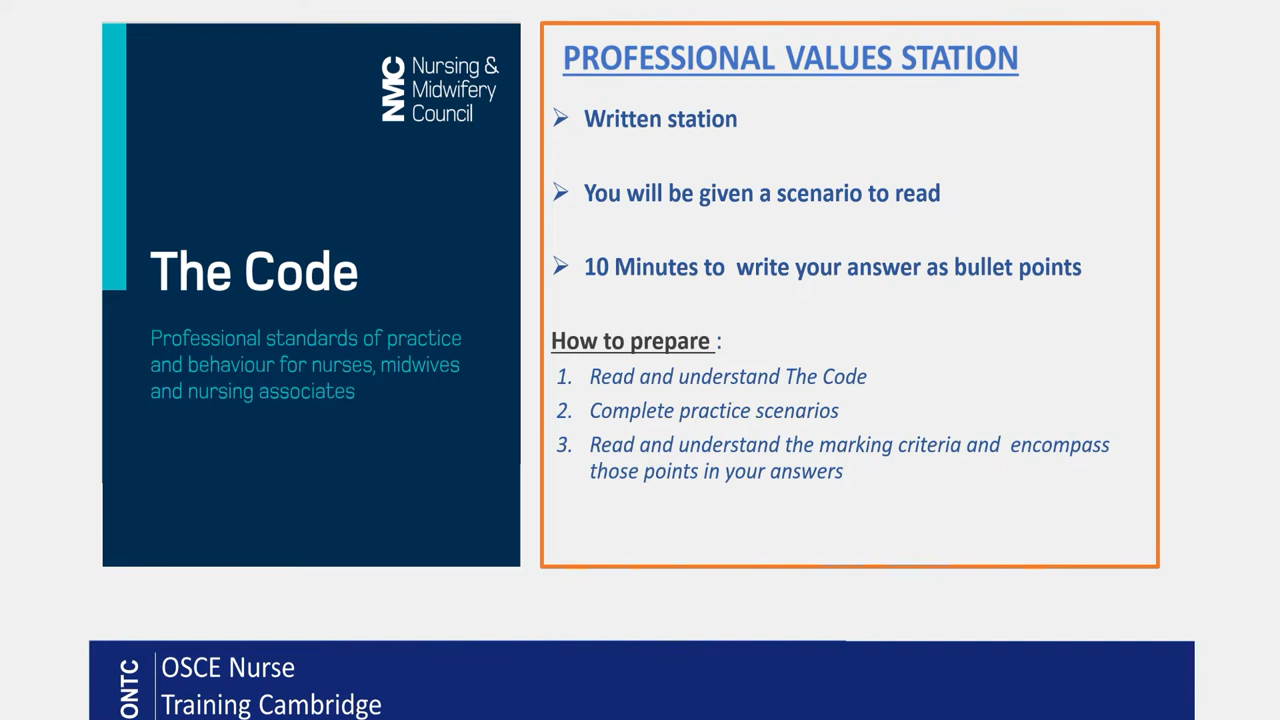 NMC
Nursing &
Midwifery
Council
The Code
Professional standards of practice
and behaviour for nurses, midwives
and nursing associates
PROFESSIONAL VALUES STATION
➢ Written station
➢ You will be given a scenario to read
➢ 10 Minutes to write your answer as bullet points
How to prepare :
1. Read and understand The Code
2. Complete practice scenarios
3. Read and understand the marking criteria and encompass
those points in your answers
ONTC
OSCE Nurse
Training Cambridge